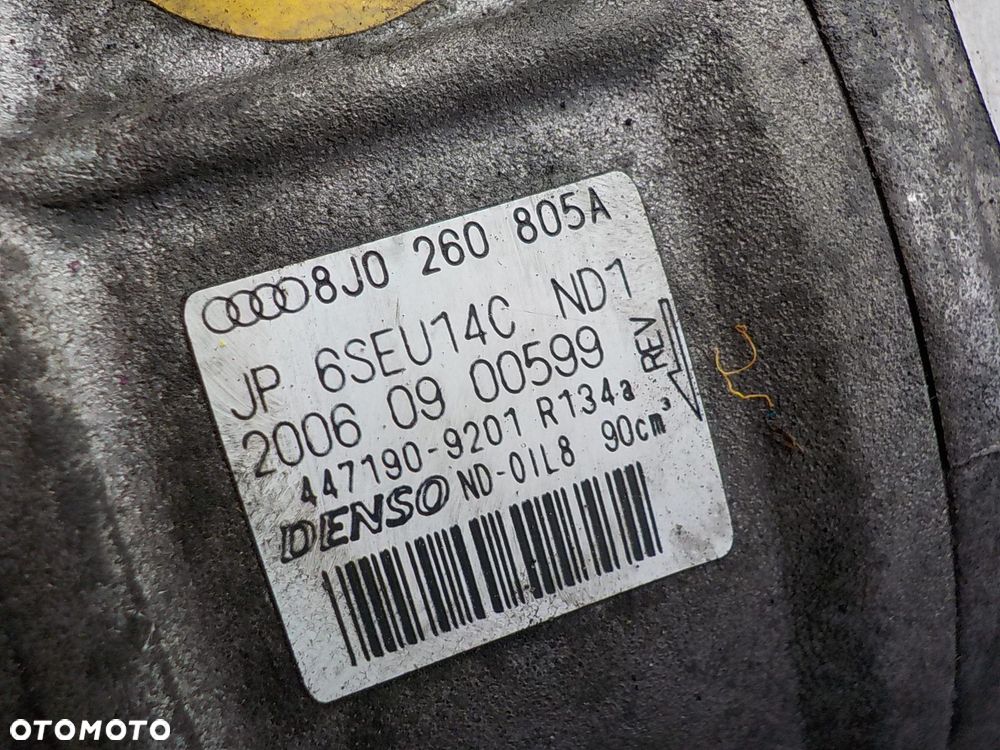 8J0 260 805A
JP 6SEU14C ND1
2006 09 00599
447190-9201 R134a
DENSO ND-OIL8 90cm³
REV
OTOMOTO